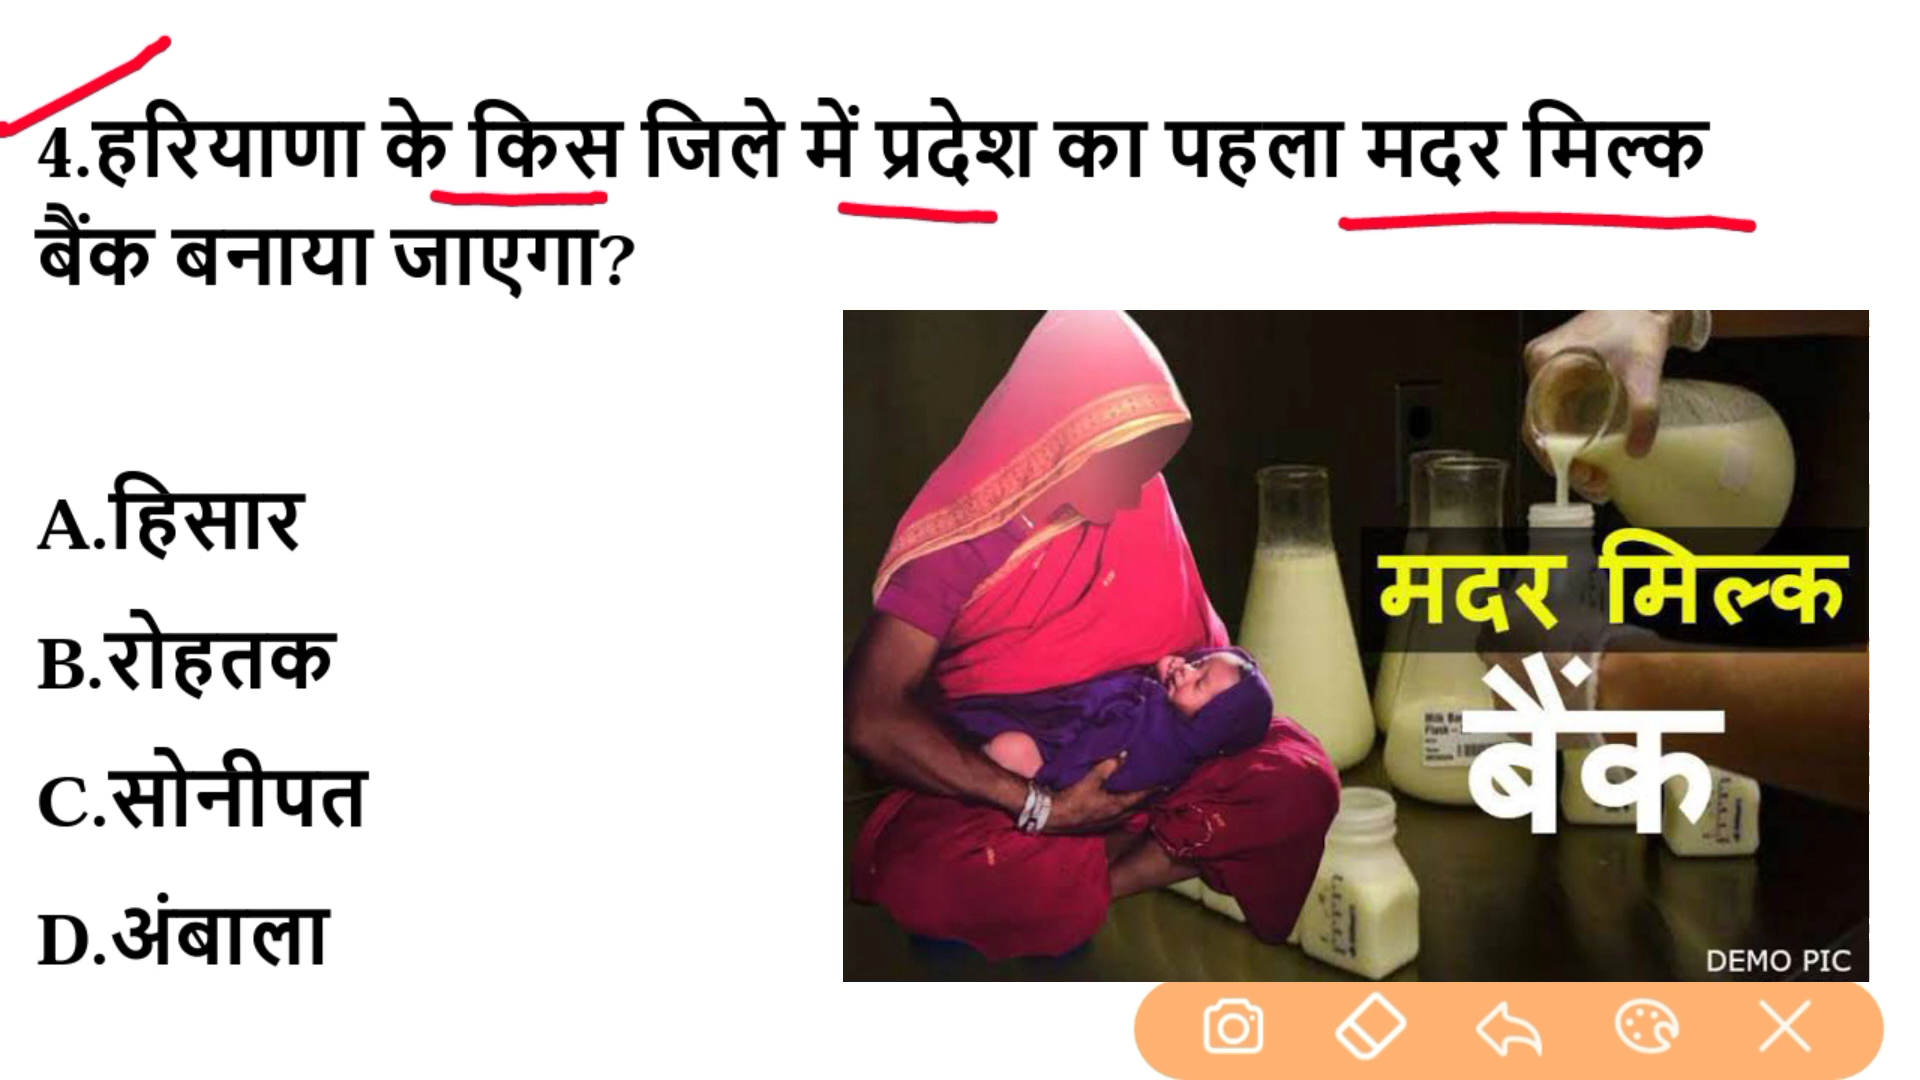 4.हरियाणा के किस जिले में प्रदेश का पहला मदर मिल्क
बैंक बनाया जाएगा?
A.हिसार
B.रोहतक
C.सोनीपत
D.अंबाला
मदर मिल्क
बैंक
DEMO PIC